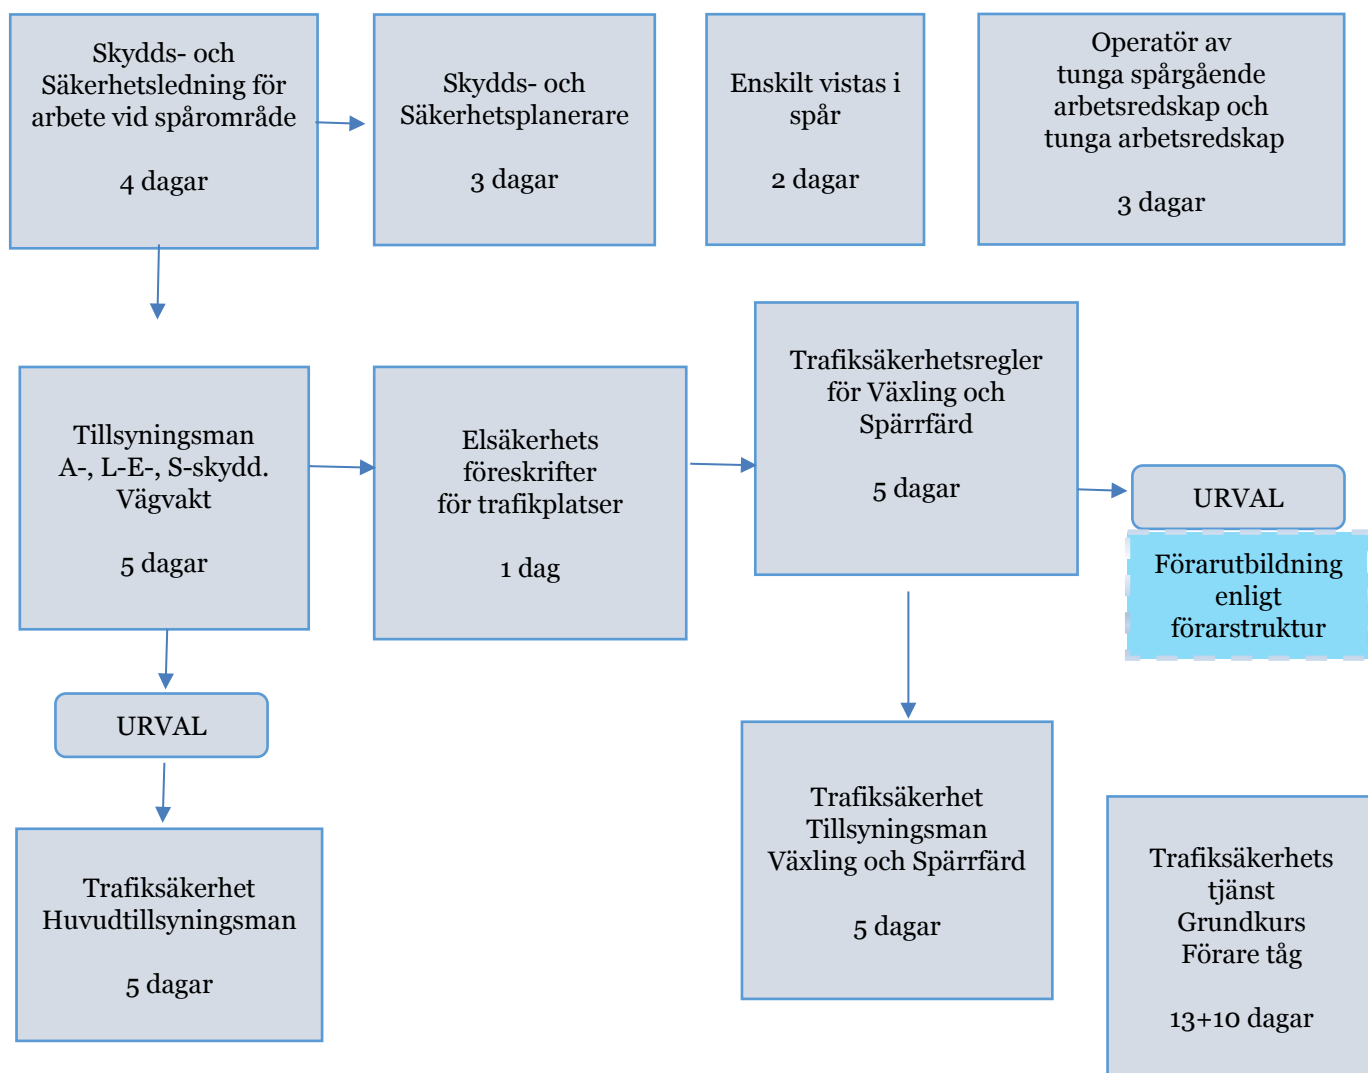 Skydds- och
Säkerhetsledning för
arbete vid spårområde
4 dagar
Skydds- och
Säkerhetsplanerare
3 dagar
Enskilt vistas i
spår
2 dagar
Operatör av
tunga spårgående
arbetsredskap och
tunga arbetsredskap
3 dagar
Tillsyningsman
A-, L-E-, S-skydd.
Vägvakt
5 dagar
Elsäkerhets
föreskrifter
för trafikplatser
1 dag
Trafiksäkerhetsregler
för Växling och
Spärrfärd
5 dagar
URVAL
Förarutbildning
enligt
förarstruktur
URVAL
Trafiksäkerhet
Huvudtillsyningsman
5 dagar
Trafiksäkerhet
Tillsyningsman
Växling och Spärrfärd
5 dagar
Trafiksäkerhets
tjänst
Grundkurs
Förare tåg
13+10 dagar